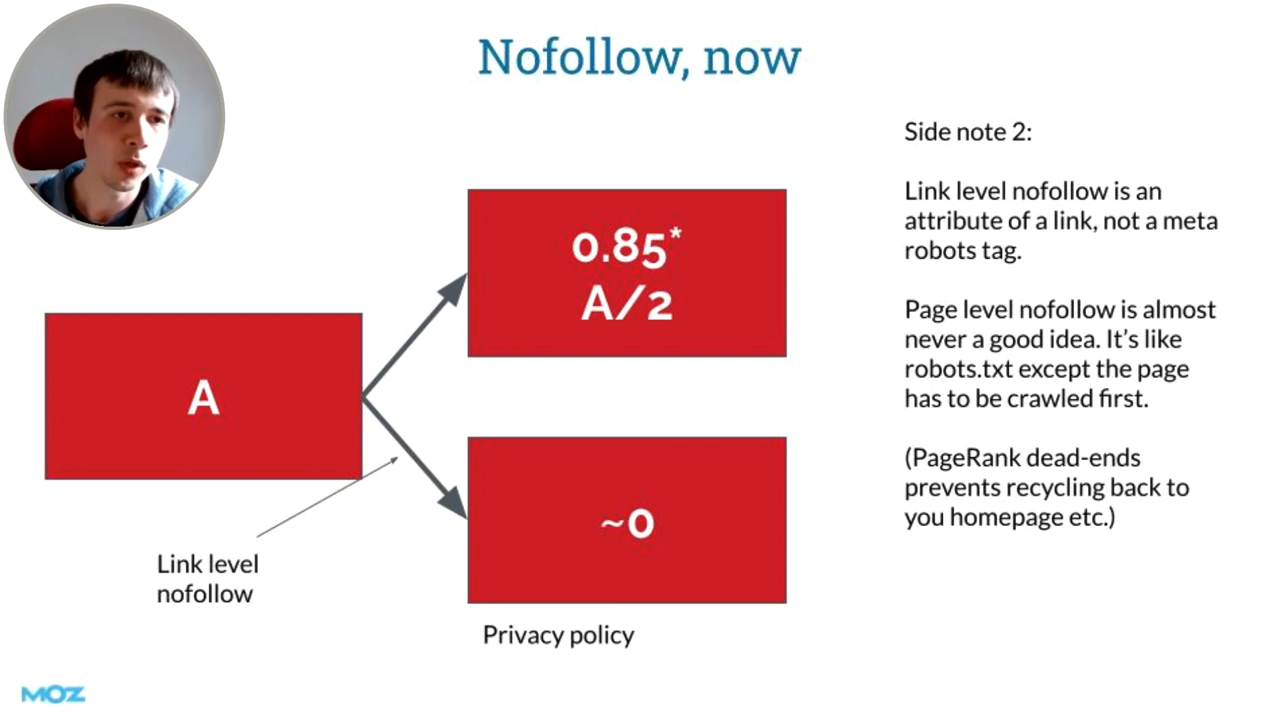 Nofollow, now
A
0.85*
A/2
~0
Link level
nofollow
Privacy policy
Side note 2:
Link level nofollow is an
attribute of a link, not a meta
robots tag.
Page level nofollow is almost
never a good idea. It’s like
robots.txt except the page
has to be crawled first.
(PageRank dead-ends
prevents recycling back to
you homepage etc.)
MOZ